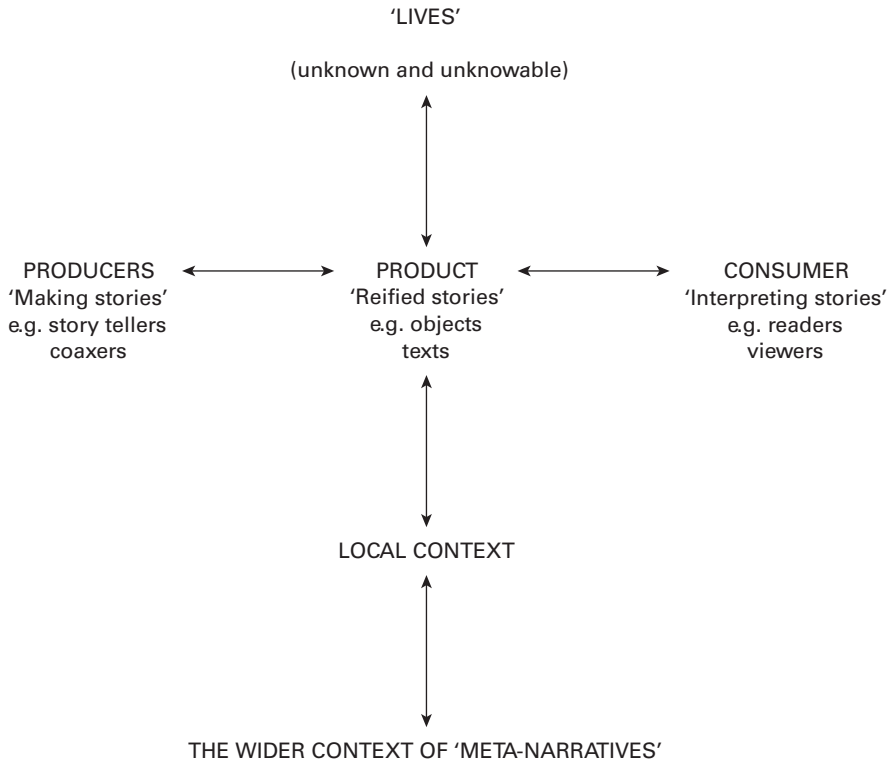 ‘LIVES’
(unknown and unknowable)
PRODUCERS
‘Making stories’
e.g. story tellers
coaxers
PRODUCT
‘Reified stories’
e.g. objects
texts
CONSUMER
‘Interpreting stories’
e.g. readers
viewers
LOCAL CONTEXT
THE WIDER CONTEXT OF ‘META-NARRATIVES’